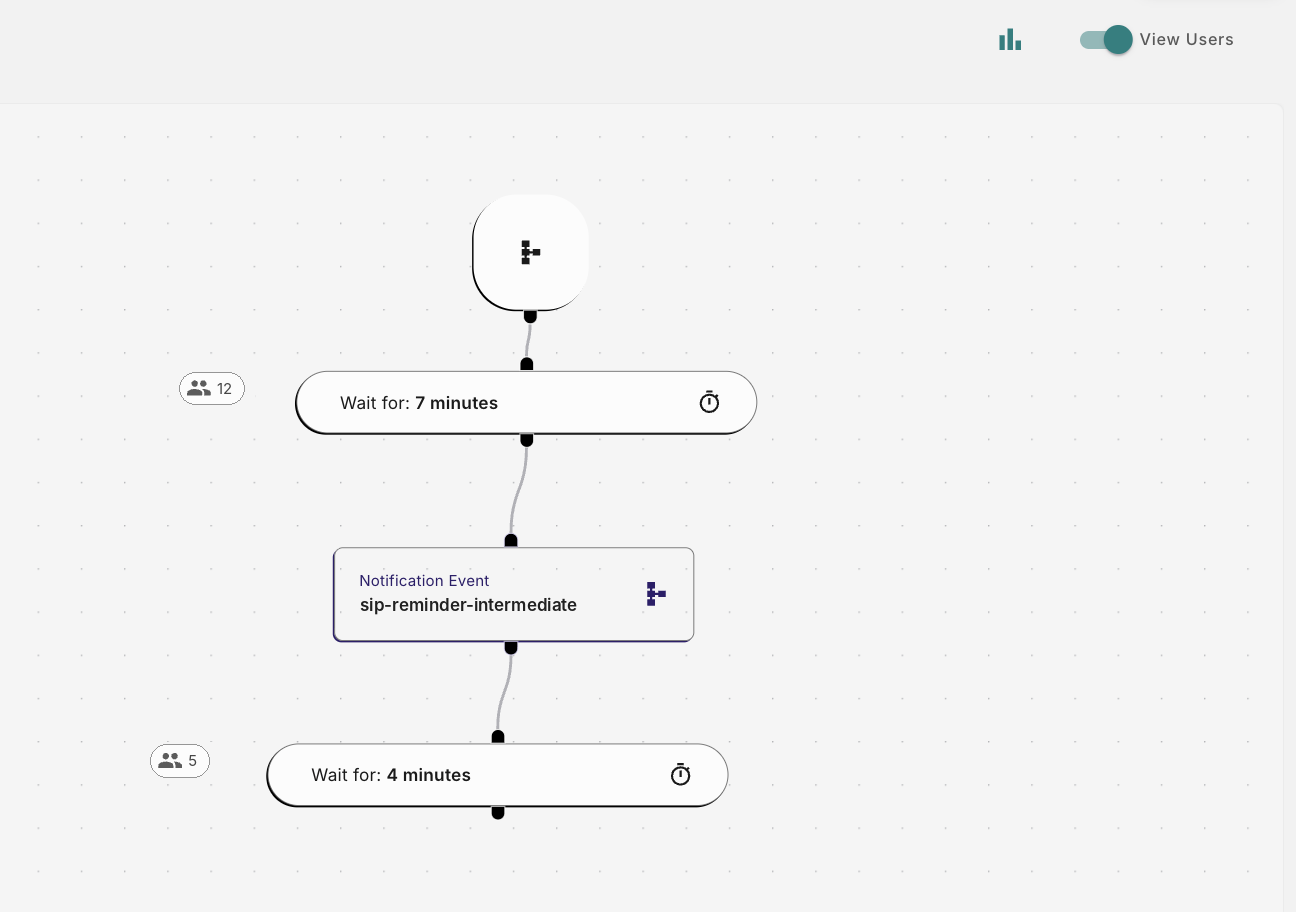 View Users
12
Wait for: 7 minutes
Notification Event
sip-reminder-intermediate
5
Wait for: 4 minutes